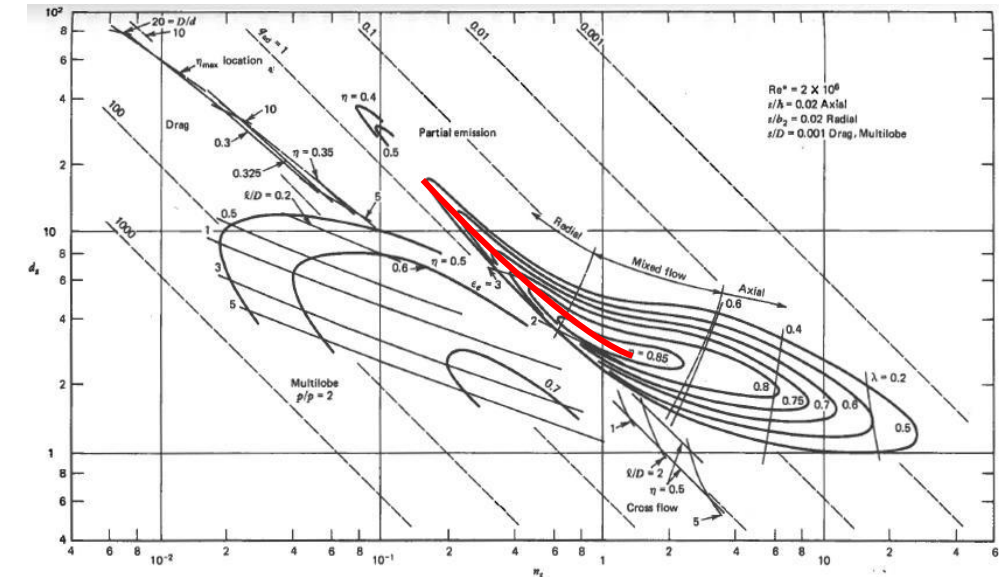 10²
8
6
4
2
10
8
6
4
2
1
8
6
4
dₛ
20 = D/d
10
ηmax location
Drag
10
0.3
0.325
η = 0.35
ℓ/D = 0.2
5
100
1000
0.5
1
3
5
0.6
η = 0.5
0.7
Multilobe
p/p = 2
qsd = 1
0.1
0.01
0.001
η = 0.4
0.5
Partial emission
Re* = 2 X 10⁶
s/h = 0.02 Axial
s/b₂ = 0.02 Radial
s/D = 0.001 Drag, Multilobe
Radial
Mixed flow
Axial
= 3
2
0.6
0.4
λ = 0.2
η = 0.85
0.8
0.75
0.7
0.6
0.5
1
ℓ/D = 2
η = 0.5
Cross flow
5
4 6 8 10⁻² 2 4 6 8 10⁻¹ 2 4 6 8 1 2 4 6 8 10 2 4 6
nₛ